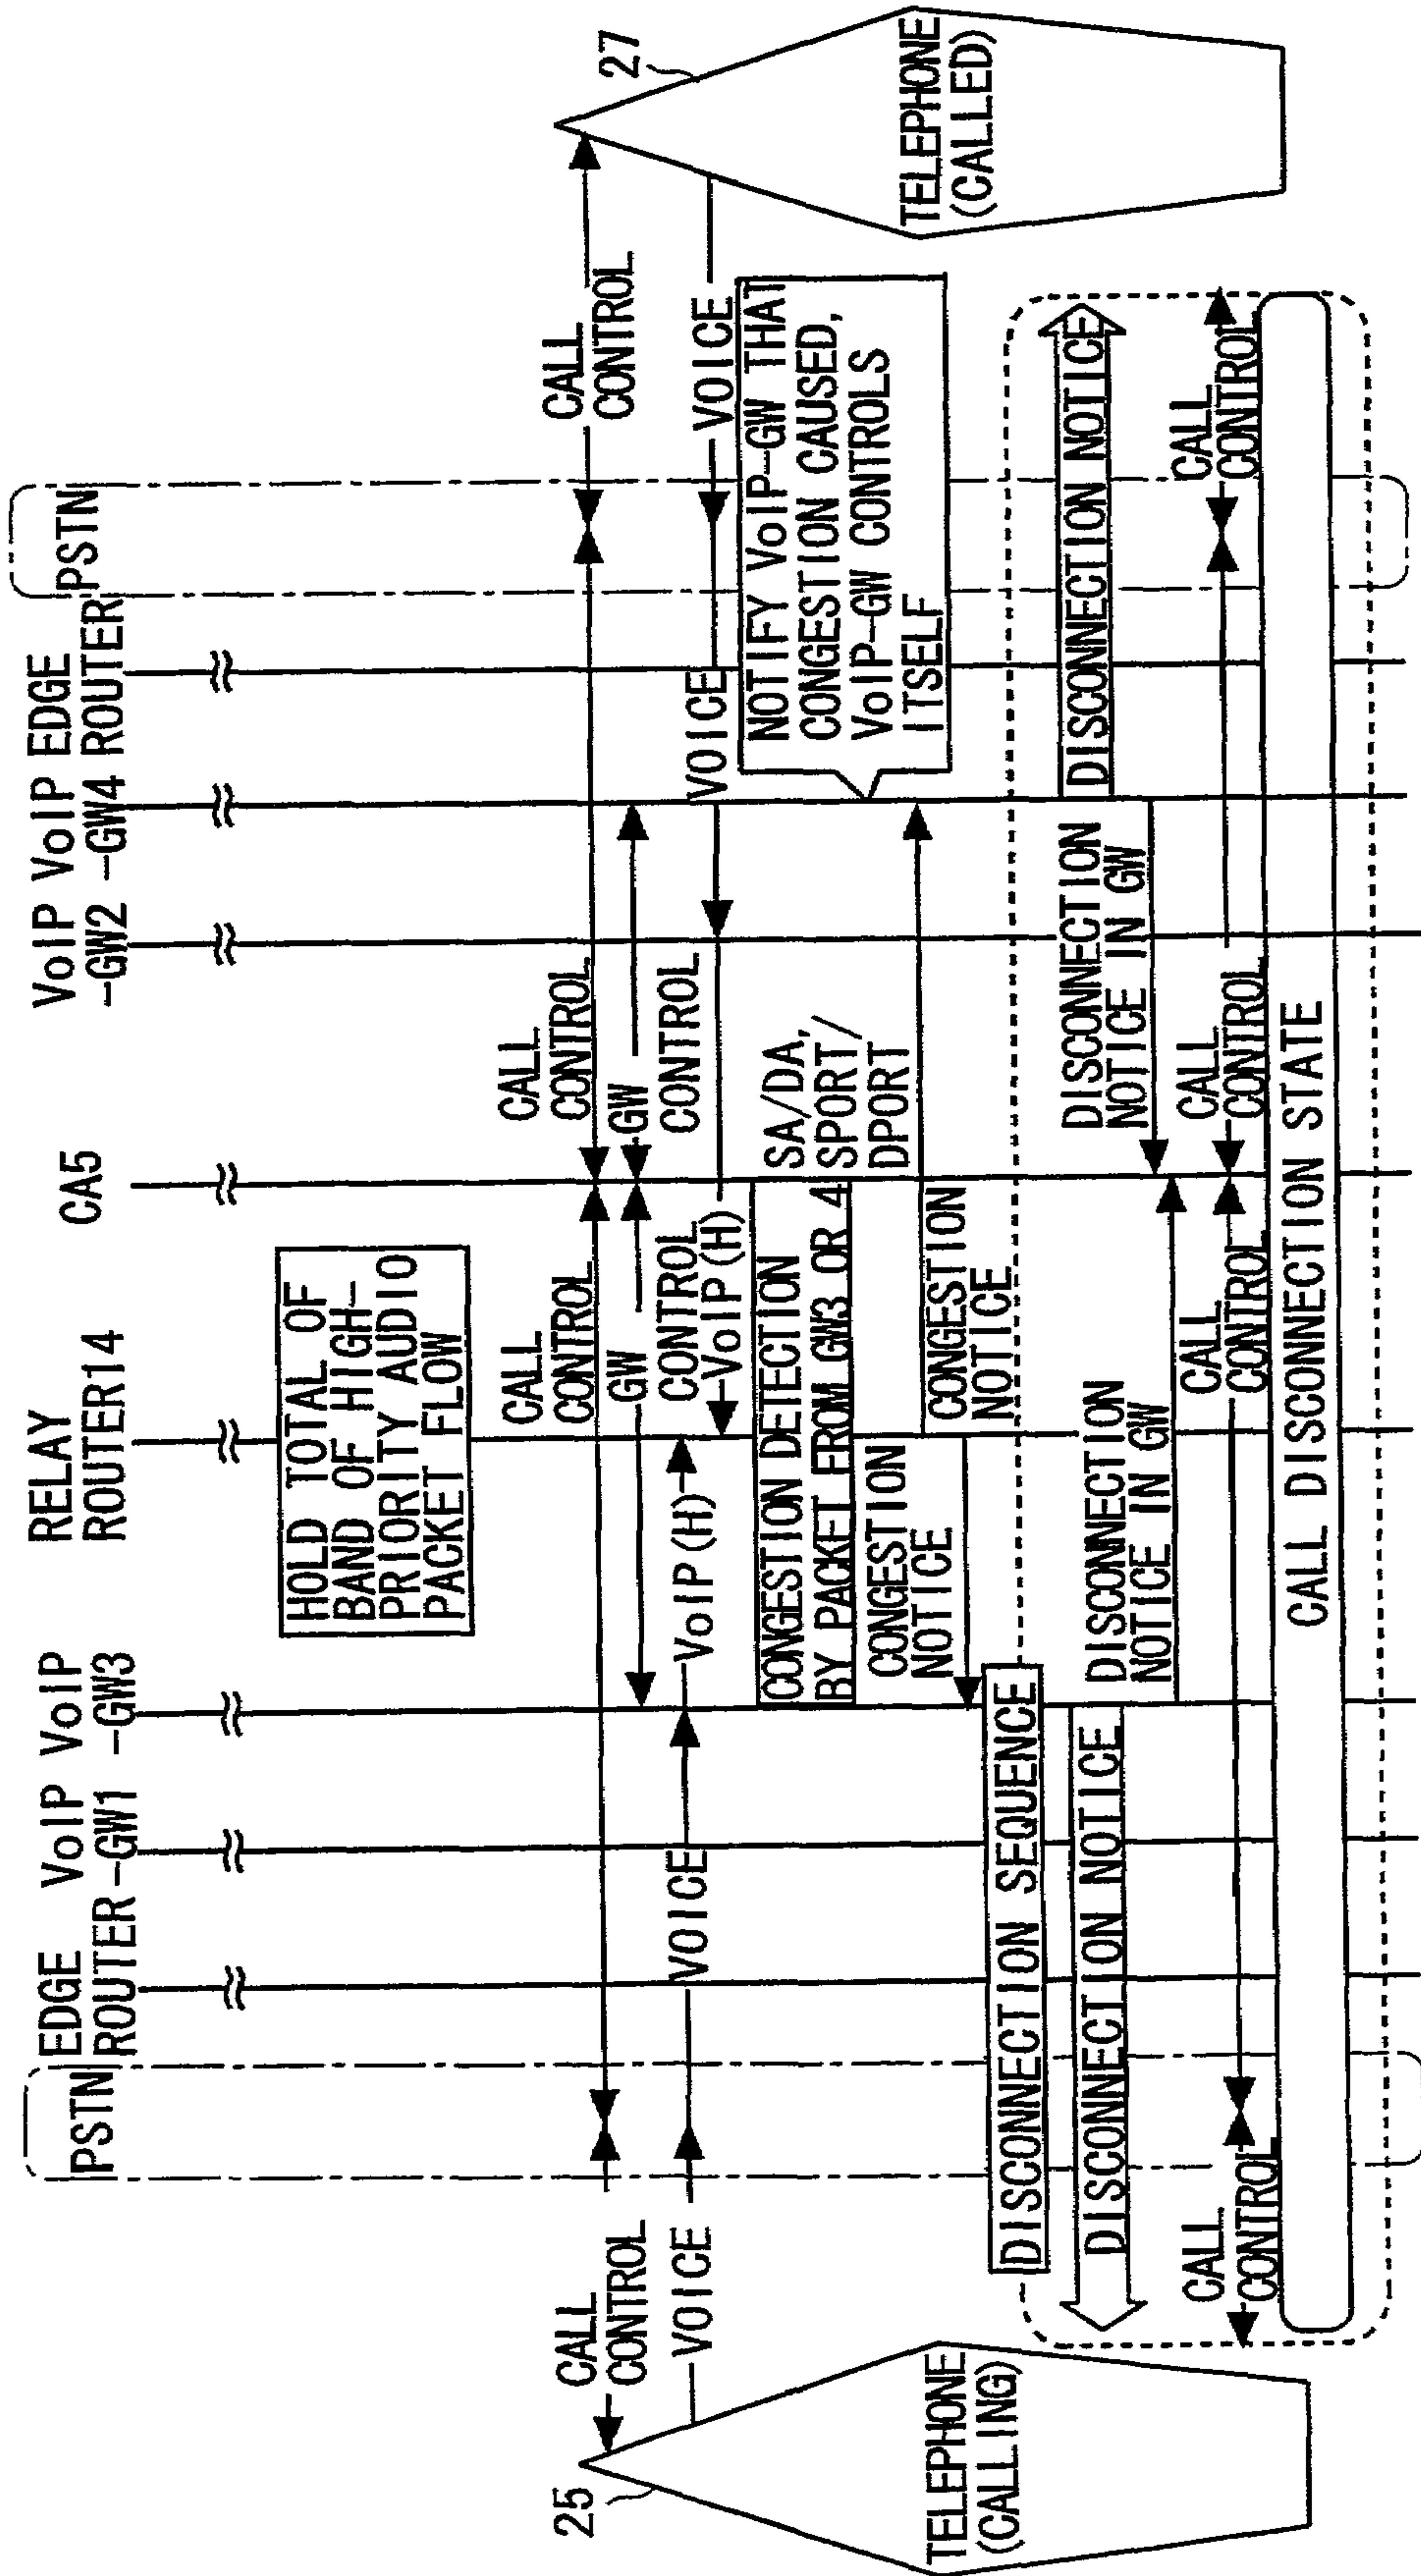 PSTN
EDGE
ROUTER
VoIP
-GW1
VoIP
-GW3
RELAY
ROUTER14
CA5
VoIP
-GW2
VoIP
-GW4
EDGE
ROUTER
PSTN
HOLD TOTAL OF
BAND OF HIGH-
PRIORITY AUDIO
PACKET FLOW
25
27
CALL
CONTROL
CALL
CONTROL
CALL
CONTROL
CALL
CONTROL
GW
CONTROL
GW
CONTROL
VOICE
VOICE
VoIP(H)
VoIP(H)
VOICE
VOICE
CONGESTION DETECTION
BY PACKET FROM GW3 OR 4
SA/DA,
SPORT/
DPORT
NOTIFY VoIP-GW THAT
CONGESTION CAUSED,
VoIP-GW CONTROLS
ITSELF
CONGESTION
NOTICE
CONGESTION
NOTICE
TELEPHONE
(CALLING)
TELEPHONE
(CALLED)
DISCONNECTION SEQUENCE
DISCONNECTION NOTICE
DISCONNECTION NOTICE
DISCONNECTION
NOTICE IN GW
DISCONNECTION
NOTICE IN GW
CALL
CONTROL
CALL
CONTROL
CALL
CONTROL
CALL
CONTROL
CALL DISCONNECTION STATE